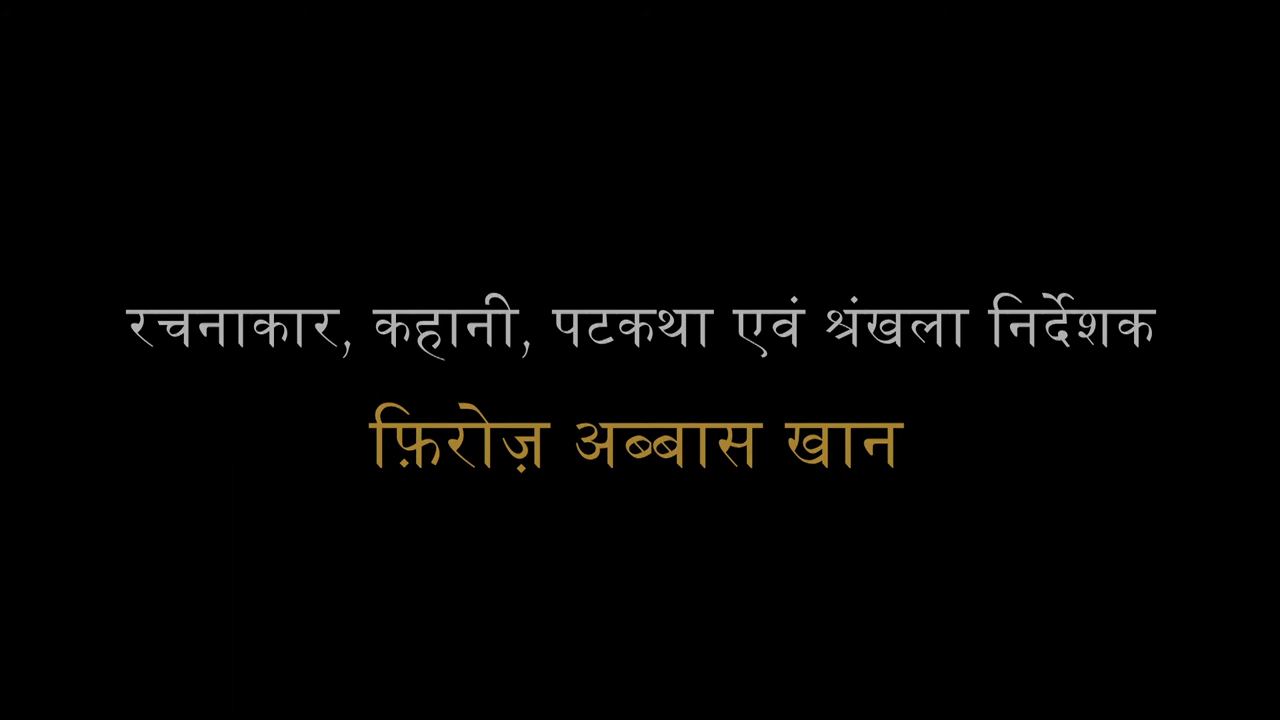 रचनाकार, कहानी, पटकथा एवं श्रंखला निर्देशक
फ़िरोज़ अब्बास खान